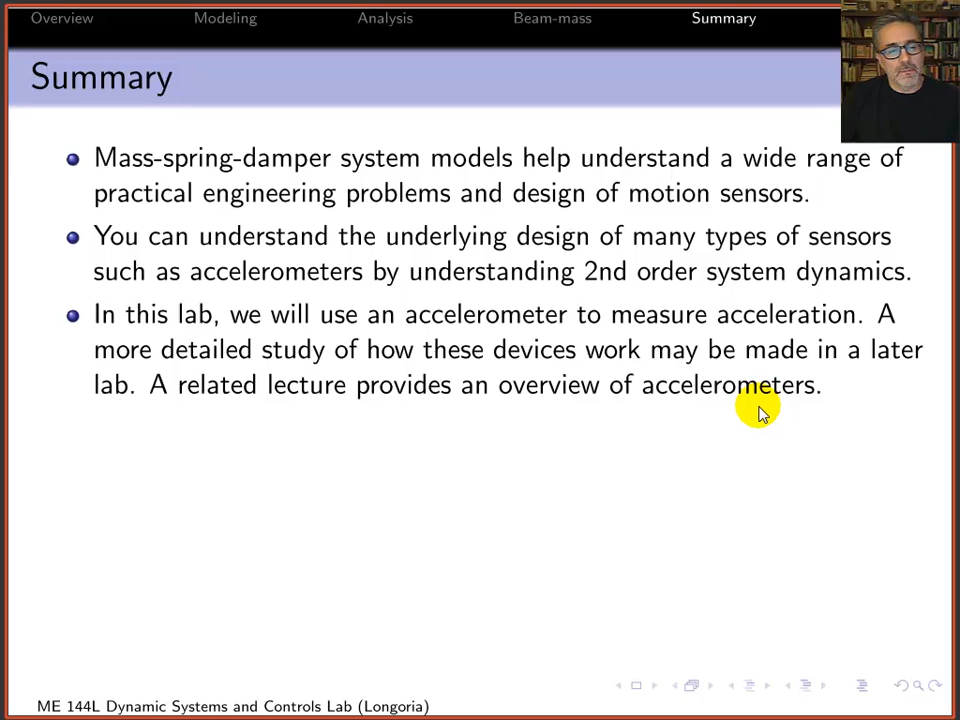 Overview Modeling Analysis Beam-mass Summary
Summary
Mass-spring-damper system models help understand a wide range of
practical engineering problems and design of motion sensors.
You can understand the underlying design of many types of sensors
such as accelerometers by understanding 2nd order system dynamics.
In this lab, we will use an accelerometer to measure acceleration. A
more detailed study of how these devices work may be made in a later
lab. A related lecture provides an overview of accelerometers.
ME 144L Dynamic Systems and Controls Lab (Longoria)